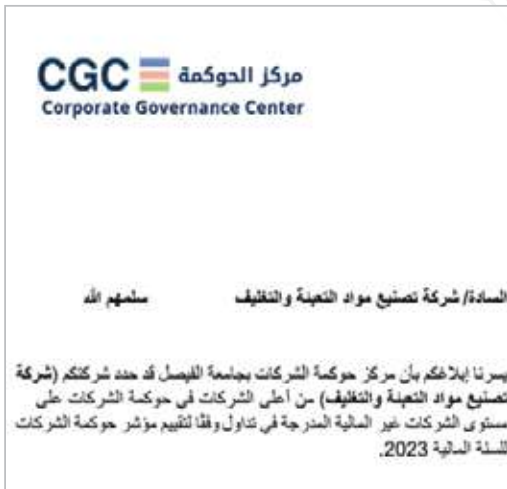 CGC مركز الحوكمة
Corporate Governance Center
السادة/ شركة تصنيع مواد التعبئة والتغليف سلمهم الله
يسرنا إبلاغكم بأن مركز حوكمة الشركات بجامعة الفيصل قد حدد شركتكم (شركة
تصنيع مواد التعبئة والتغليف) من أعلى الشركات في حوكمة الشركات على
مستوى الشركات غير المالية المدرجة في تداول وفقًا لتقييم مؤشر حوكمة الشركات
للسنة المالية 2023.